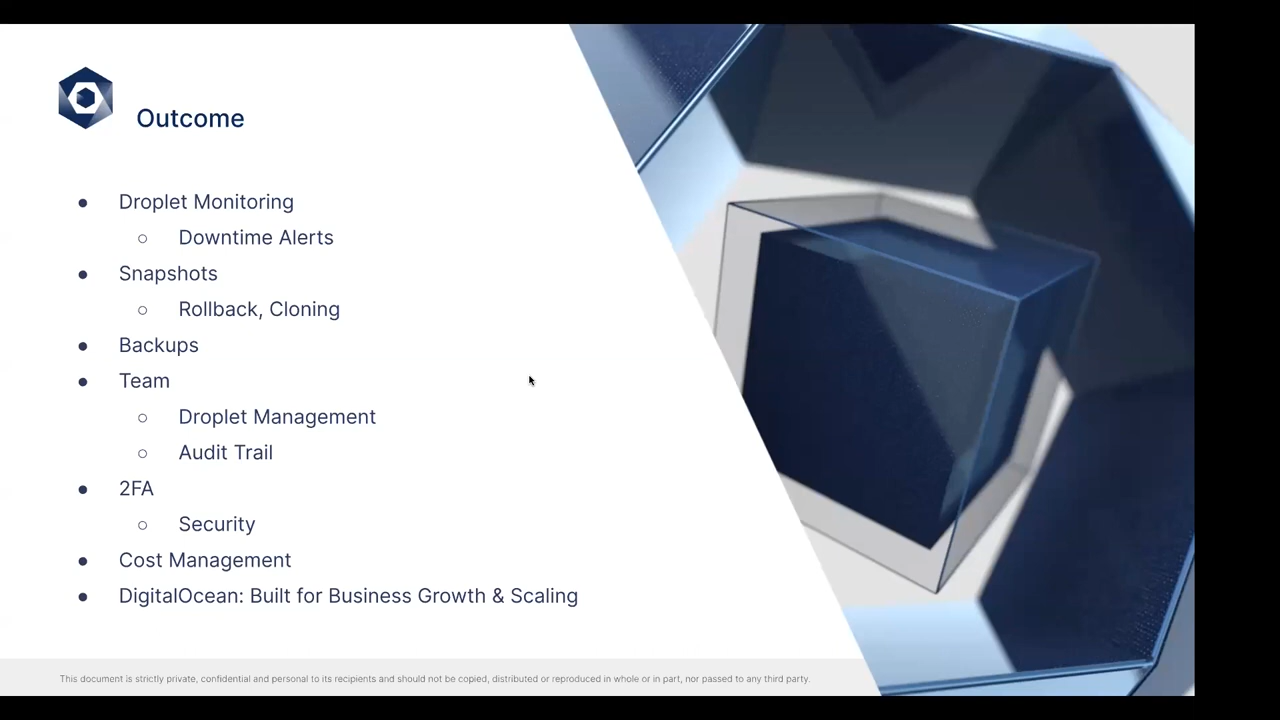 Outcome
● Droplet Monitoring
○ Downtime Alerts
● Snapshots
○ Rollback, Cloning
● Backups
● Team
○ Droplet Management
○ Audit Trail
● 2FA
○ Security
● Cost Management
● DigitalOcean: Built for Business Growth & Scaling
This document is strictly private, confidential and personal to its recipients and should not be copied, distributed or reproduced in whole or in part, nor passed to any third party.